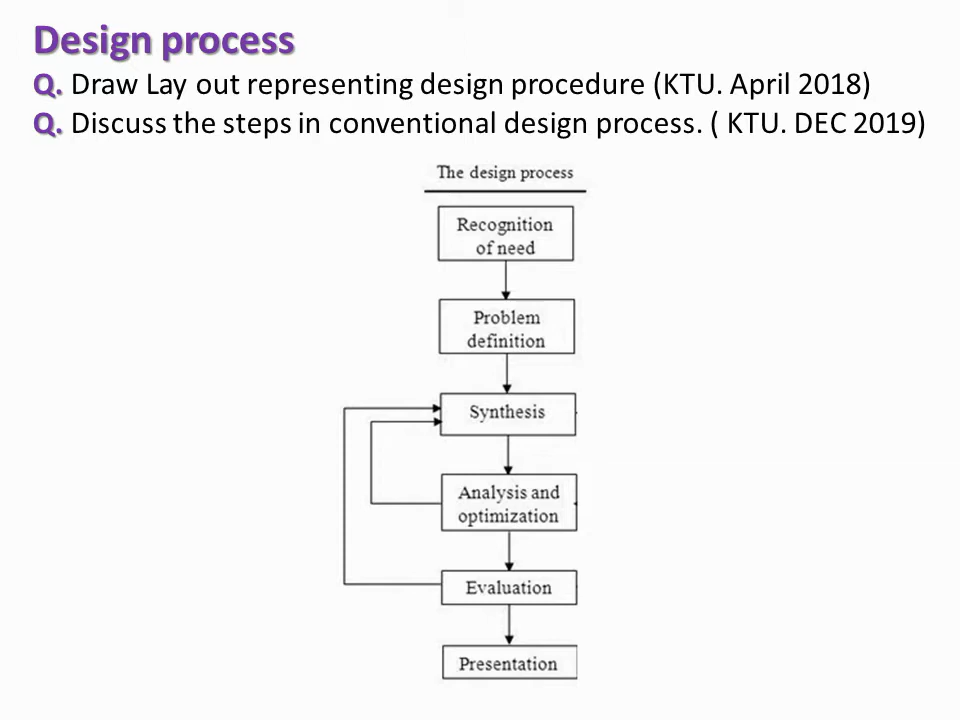 Design process
Q. Draw Lay out representing design procedure (KTU. April 2018)
Q. Discuss the steps in conventional design process. ( KTU. DEC 2019)
The design process
Recognition
of need
Problem
definition
Synthesis
Analysis and
optimization
Evaluation
Presentation